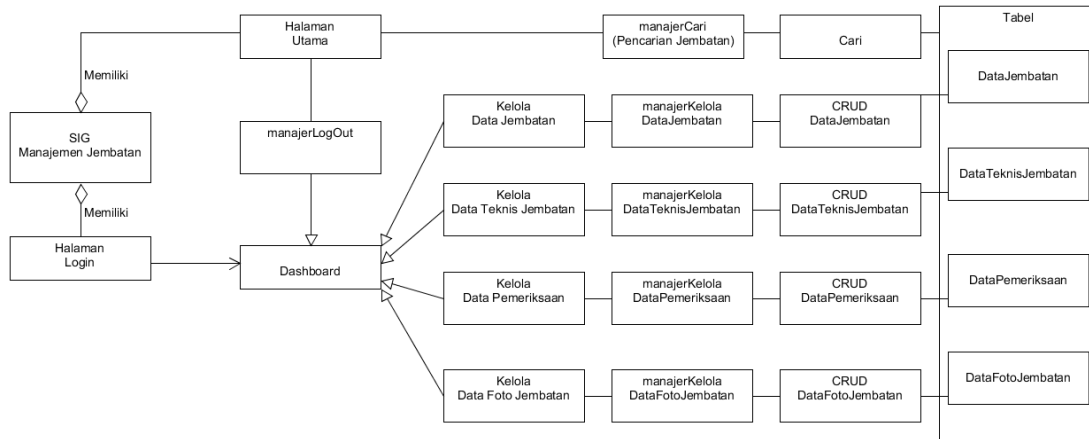 Halaman
Utama
manajerCari
(Pencarian Jembatan)
Cari
Tabel
Memiliki
SIG
Manajemen Jembatan
Memiliki
Halaman
Login
manajerLogOut
Dashboard
Kelola
Data Jembatan
manajerKelola
DataJembatan
CRUD
DataJembatan
DataJembatan
Kelola
Data Teknis Jembatan
manajerKelola
DataTeknisJembatan
CRUD
DataTeknisJembatan
DataTeknisJembatan
Kelola
Data Pemeriksaan
manajerKelola
DataPemeriksaan
CRUD
DataPemeriksaan
DataPemeriksaan
Kelola
Data Foto Jembatan
manajerKelola
DataFotoJembatan
CRUD
DataFotoJembatan
DataFotoJembatan